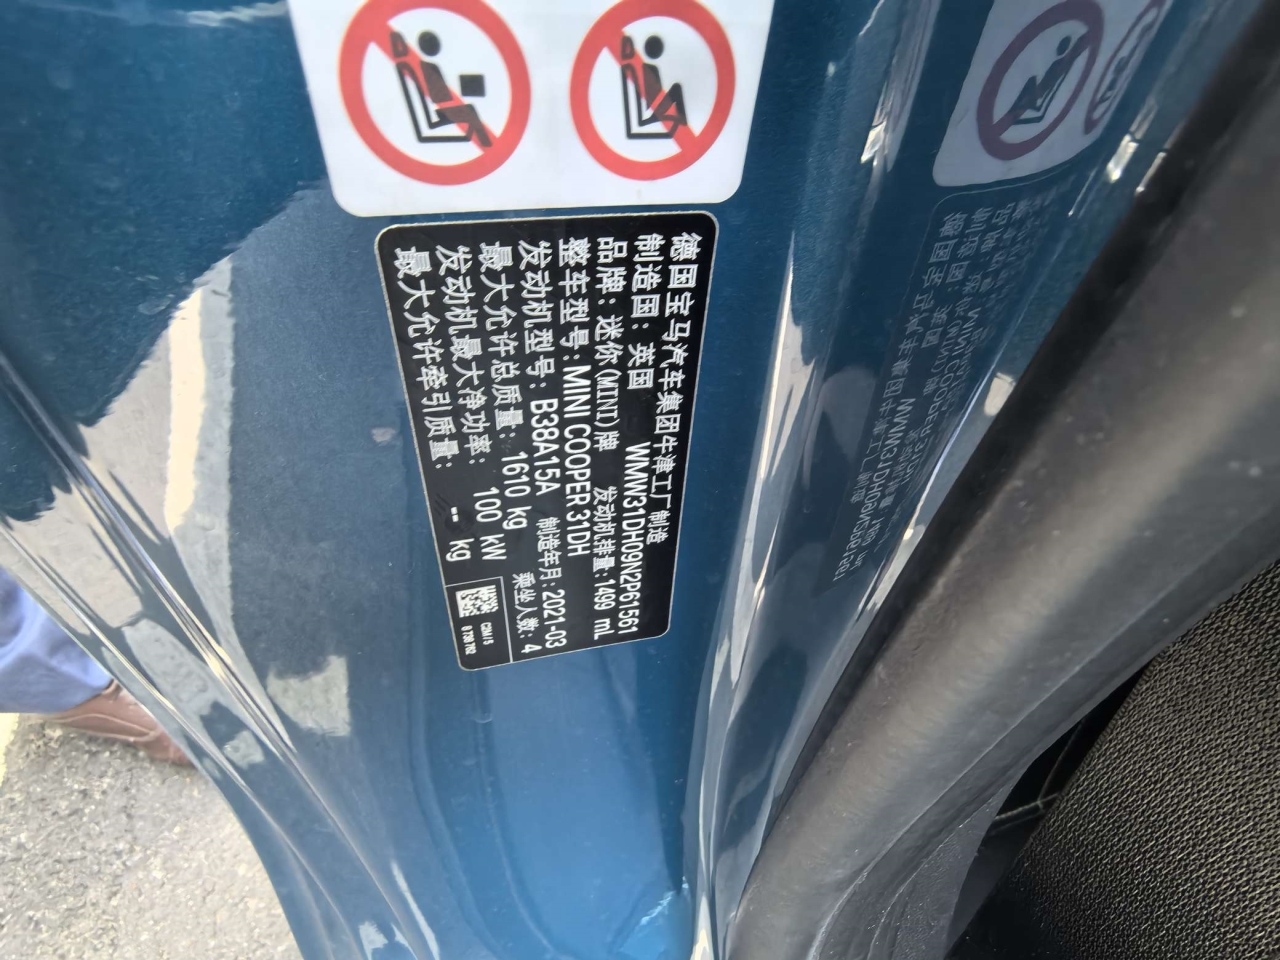 德国宝马汽车集团牛津工厂制造
制造国：英国 WMW31DH09N2P61561
品牌：迷你(MINI)牌 发动机排量：1499 mL
整车型号：MINI COOPER 31DH
发动机型号：B38A15A 制造年月：2021-03
最大允许总质量：1610 kg 乘坐人数：4
发动机最大净功率： 100 kW
最大允许牵引质量： -- kg